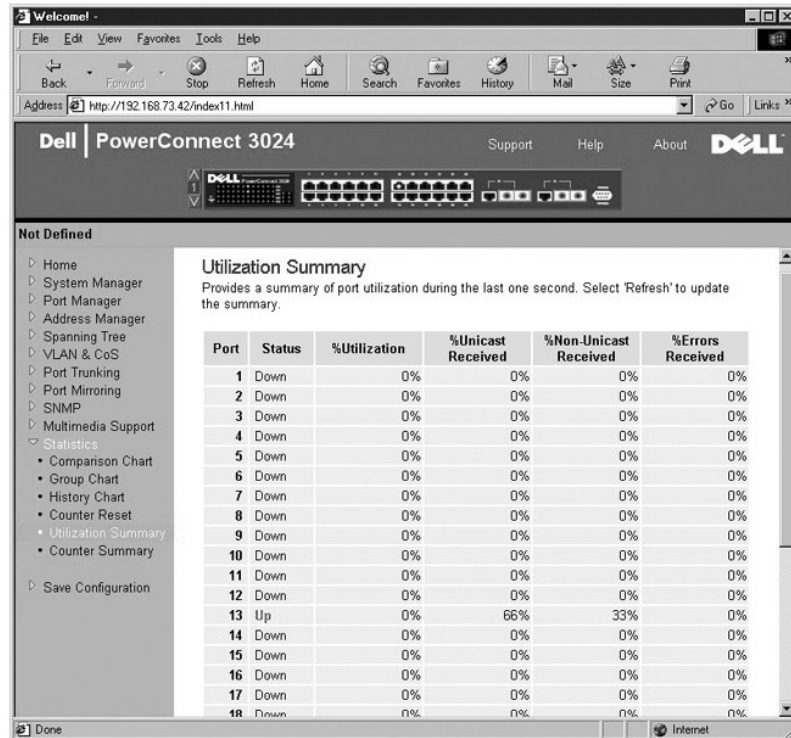 Welcome! -
File Edit View Favorites Tools Help
Back Forward Stop Refresh Home Search Favorites History Mail Size Print »
Address http://192.168.73.42/index11.html Go Links »
Dell | PowerConnect 3024 Support Help About DELL
1 DELL
Not Defined
Home
System Manager
Port Manager
Address Manager
Spanning Tree
VLAN & CoS
Port Trunking
Port Mirroring
SNMP
Multimedia Support
Statistics
• Comparison Chart
• Group Chart
• History Chart
• Counter Reset
• Utilization Summary
• Counter Summary
Save Configuration
Utilization Summary
Provides a summary of port utilization during the last one second. Select 'Refresh' to update
the summary.
Port Status %Utilization %Unicast Received %Non-Unicast Received %Errors Received
1 Down 0% 0% 0% 0%
2 Down 0% 0% 0% 0%
3 Down 0% 0% 0% 0%
4 Down 0% 0% 0% 0%
5 Down 0% 0% 0% 0%
6 Down 0% 0% 0% 0%
7 Down 0% 0% 0% 0%
8 Down 0% 0% 0% 0%
9 Down 0% 0% 0% 0%
10 Down 0% 0% 0% 0%
11 Down 0% 0% 0% 0%
12 Down 0% 0% 0% 0%
13 Up 0% 66% 33% 0%
14 Down 0% 0% 0% 0%
15 Down 0% 0% 0% 0%
16 Down 0% 0% 0% 0%
17 Down 0% 0% 0% 0%
18 Down 0% 0% 0% 0%
Done Internet